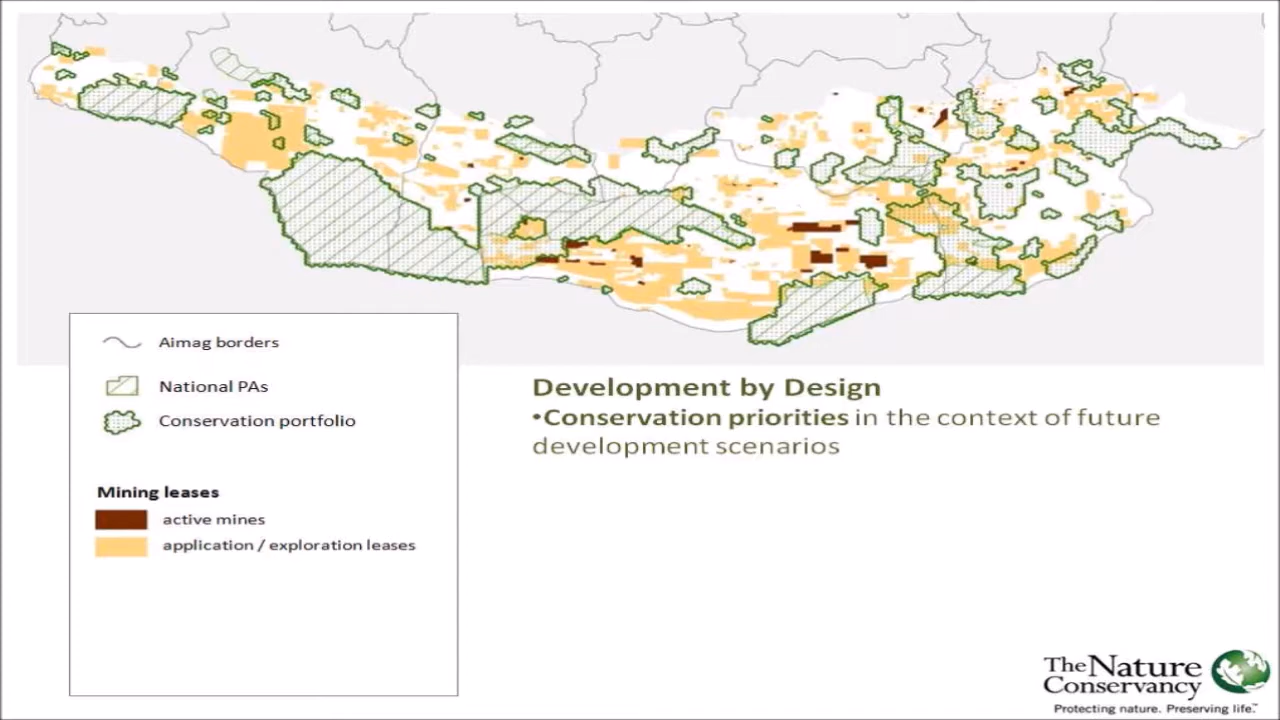 Aimag borders
National PAs
Conservation portfolio
Mining leases
active mines
application / exploration leases
Development by Design
•Conservation priorities in the context of future
development scenarios
The Nature
Conservancy
Protecting nature. Preserving life.™